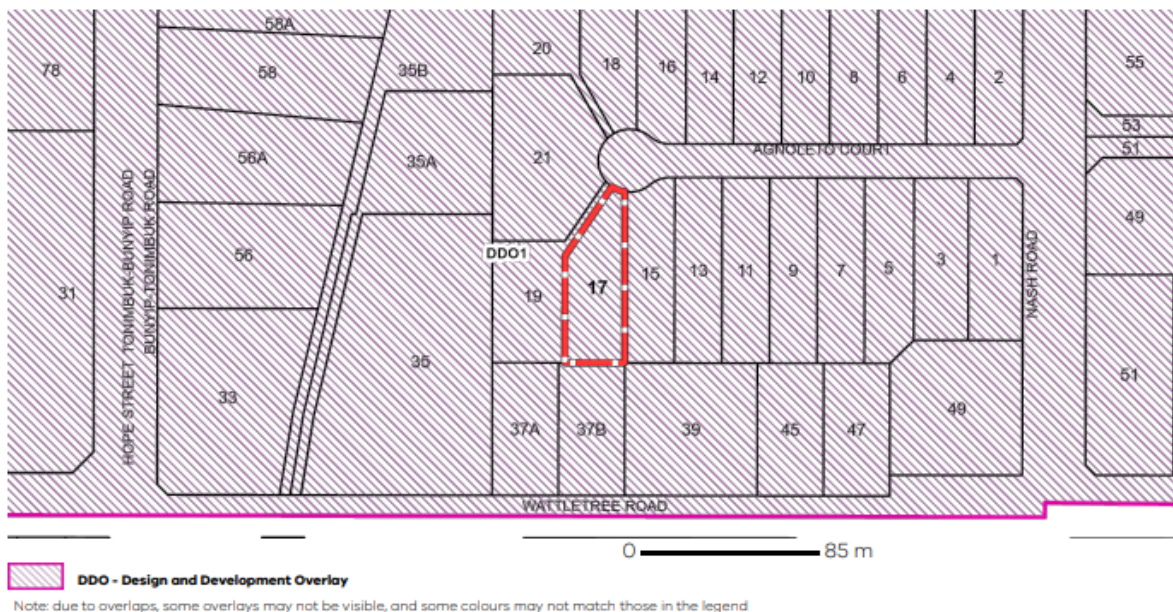 58A
20
18
16
14
12
10
8
6
4
2
55
78
58
35B
53
AGNOLETO COURT
51
56A
35A
21
49
HOPE STREET TONIMBUK-BUNYIP ROAD
BUNYIP-TONIMBUK ROAD
56
DDO1
19
17
15
13
11
9
7
5
3
1
NASH ROAD
31
35
33
51
49
37A
37B
39
45
47
WATTLETREE ROAD
0 85 m
DDO - Design and Development Overlay
Note: due to overlaps, some overlays may not be visible, and some colours may not match those in the legend